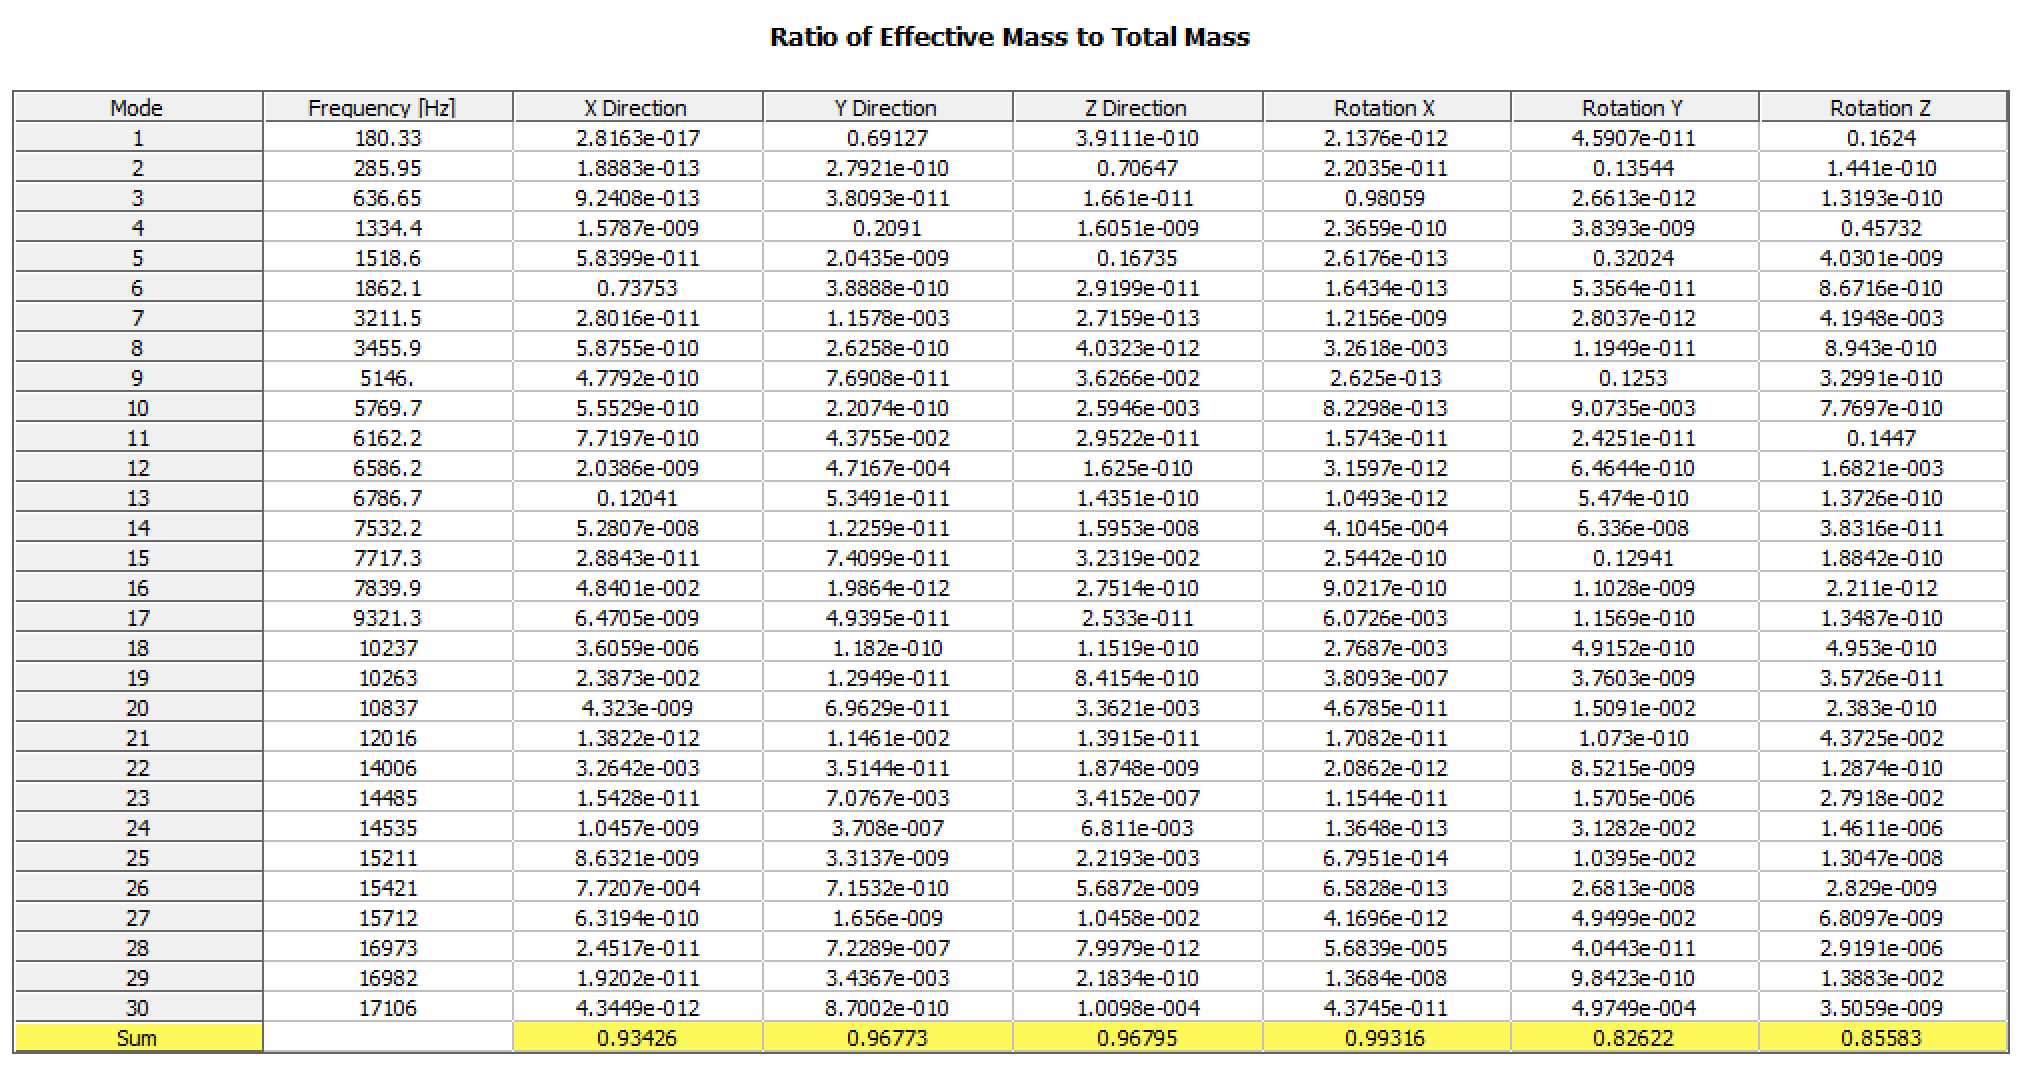 Ratio of Effective Mass to Total Mass
Mode Frequency [Hz] X Direction Y Direction Z Direction Rotation X Rotation Y Rotation Z
1 180.33 2.8163e-017 0.69127 3.9111e-010 2.1376e-012 4.5907e-011 0.1624
2 285.95 1.8883e-013 2.7921e-010 0.70647 2.2035e-011 0.13544 1.441e-010
3 636.65 9.2408e-013 3.8093e-011 1.661e-011 0.98059 2.6613e-012 1.3193e-010
4 1334.4 1.5787e-009 0.2091 1.6051e-009 2.3659e-010 3.8393e-009 0.45732
5 1518.6 5.8399e-011 2.0435e-009 0.16735 2.6176e-013 0.32024 4.0301e-009
6 1862.1 0.73753 3.8888e-010 2.9199e-011 1.6434e-013 5.3564e-011 8.6716e-010
7 3211.5 2.8016e-011 1.1578e-003 2.7159e-013 1.2156e-009 2.8037e-012 4.1948e-003
8 3455.9 5.8755e-010 2.6258e-010 4.0323e-012 3.2618e-003 1.1949e-011 8.943e-010
9 5146. 4.7792e-010 7.6908e-011 3.6266e-002 2.625e-013 0.1253 3.2991e-010
10 5769.7 5.5529e-010 2.2074e-010 2.5946e-003 8.2298e-013 9.0735e-003 7.7697e-010
11 6162.2 7.7197e-010 4.3755e-002 2.9522e-011 1.5743e-011 2.4251e-011 0.1447
12 6586.2 2.0386e-009 4.7167e-004 1.625e-010 3.1597e-012 6.4644e-010 1.6821e-003
13 6786.7 0.12041 5.3491e-011 1.4351e-010 1.0493e-012 5.474e-010 1.3726e-010
14 7532.2 5.2807e-008 1.2259e-011 1.5953e-008 4.1045e-004 6.336e-008 3.8316e-011
15 7717.3 2.8843e-011 7.4099e-011 3.2319e-002 2.5442e-010 0.12941 1.8842e-010
16 7839.9 4.8401e-002 1.9864e-012 2.7514e-010 9.0217e-010 1.1028e-009 2.211e-012
17 9321.3 6.4705e-009 4.9395e-011 2.533e-011 6.0726e-003 1.1569e-010 1.3487e-010
18 10237 3.6059e-006 1.182e-010 1.1519e-010 2.7687e-003 4.9152e-010 4.953e-010
19 10263 2.3873e-002 1.2949e-011 8.4154e-010 3.8093e-007 3.7603e-009 3.5726e-011
20 10837 4.323e-009 6.9629e-011 3.3621e-003 4.6785e-011 1.5091e-002 2.383e-010
21 12016 1.3822e-012 1.1461e-002 1.3915e-011 1.7082e-011 1.073e-010 4.3725e-002
22 14006 3.2642e-003 3.5144e-011 1.8748e-009 2.0862e-012 8.5215e-009 1.2874e-010
23 14485 1.5428e-011 7.0767e-003 3.4152e-007 1.1544e-011 1.5705e-006 2.7918e-002
24 14535 1.0457e-009 3.708e-007 6.811e-003 1.3648e-013 3.1282e-002 1.4611e-006
25 15211 8.6321e-009 3.3137e-009 2.2193e-003 6.7951e-014 1.0395e-002 1.3047e-008
26 15421 7.7207e-004 7.1532e-010 5.6872e-009 6.5828e-013 2.6813e-008 2.829e-009
27 15712 6.3194e-010 1.656e-009 1.0458e-002 4.1696e-012 4.9499e-002 6.8097e-009
28 16973 2.4517e-011 7.2289e-007 7.9979e-012 5.6839e-005 4.0443e-011 2.9191e-006
29 16982 1.9202e-011 3.4367e-003 2.1834e-010 1.3684e-008 9.8423e-010 1.3883e-002
30 17106 4.3449e-012 8.7002e-010 1.0098e-004 4.3745e-011 4.9749e-004 3.5059e-009
Sum 0.93426 0.96773 0.96795 0.99316 0.82622 0.85583